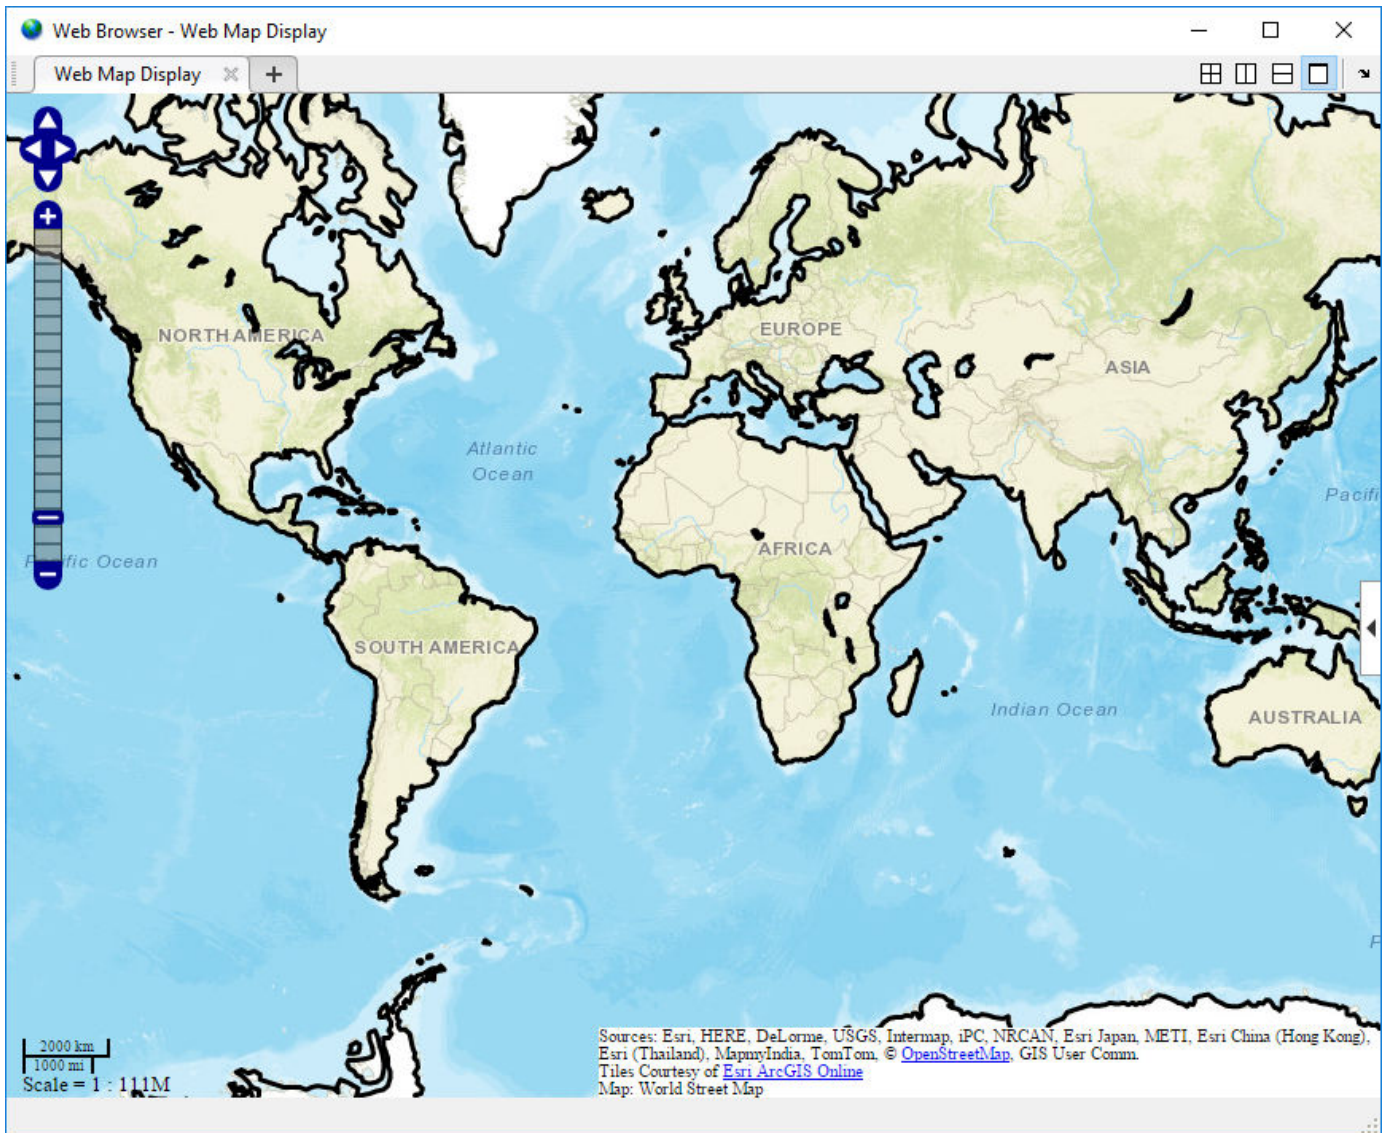 Web Browser - Web Map Display
Web Map Display
NORTH AMERICA
EUROPE
ASIA
Atlantic
Ocean
Pacifi
AFRICA
Pacific Ocean
SOUTH AMERICA
Indian Ocean
AUSTRALIA
P
2000 km
1000 mi
Scale = 1 : 111M
Sources: Esri, HERE, DeLorme, USGS, Intermap, iPC, NRCAN, Esri Japan, METI, Esri China (Hong Kong),
Esri (Thailand), MapmyIndia, TomTom, © OpenStreetMap, GIS User Comm.
Tiles Courtesy of Esri ArcGIS Online
Map: World Street Map